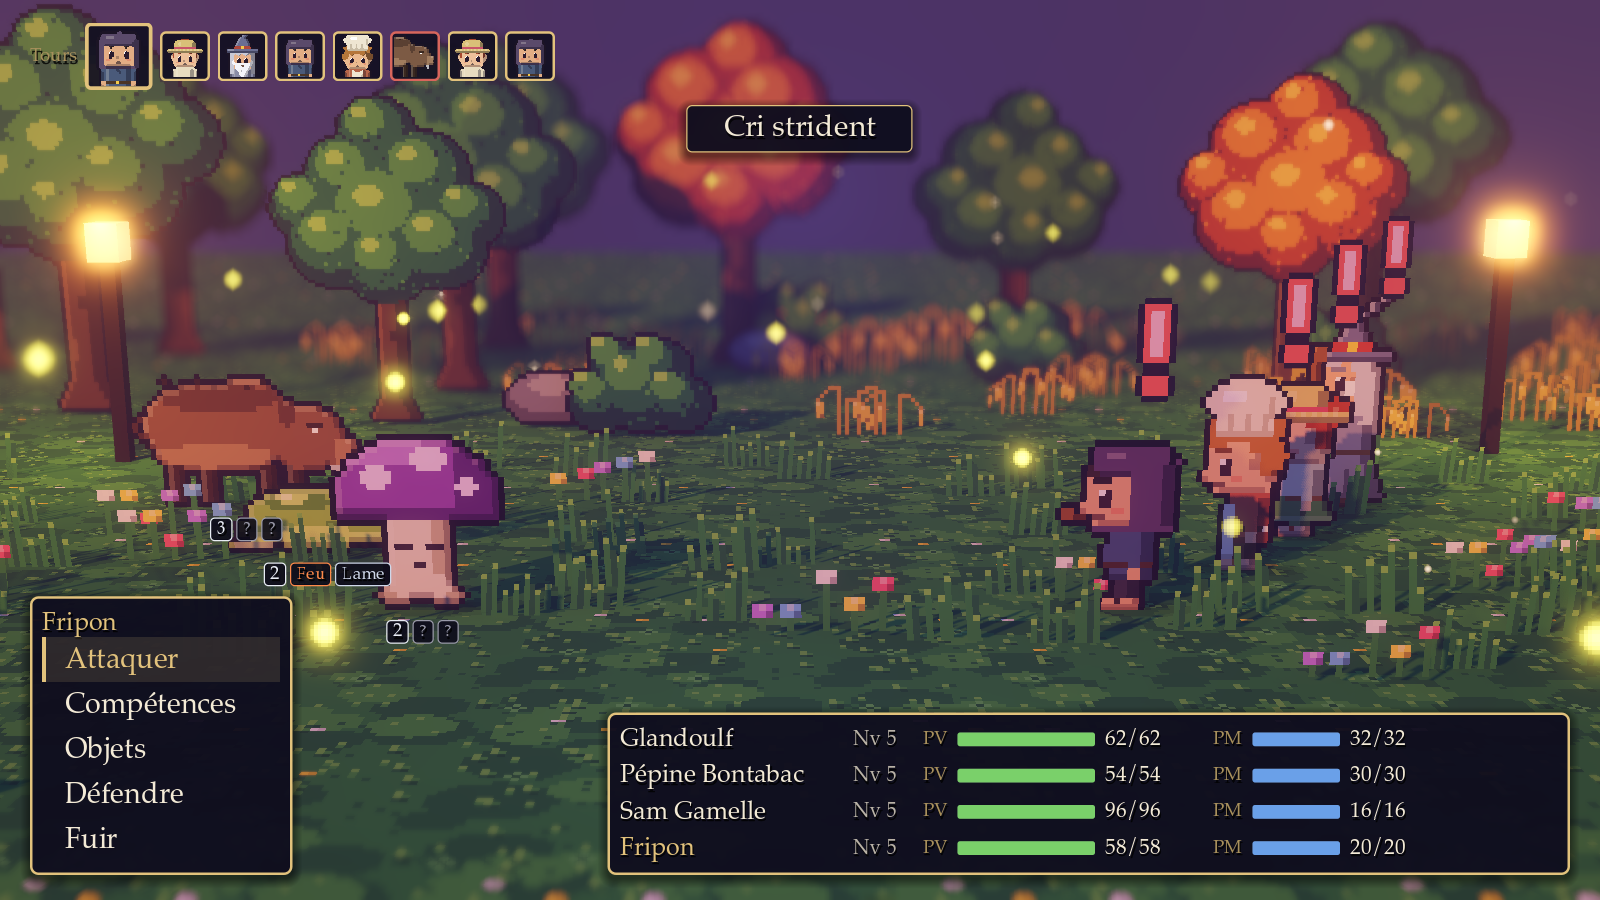 Tours
Cri strident
3 ? ?
2 Feu Lame
2 ? ?
Fripon
Attaquer
Compétences
Objets
Défendre
Fuir
Glandoulf Nv 5 PV 62/62 PM 32/32
Pépine Bontabac Nv 5 PV 54/54 PM 30/30
Sam Gamelle Nv 5 PV 96/96 PM 16/16
Fripon Nv 5 PV 58/58 PM 20/20